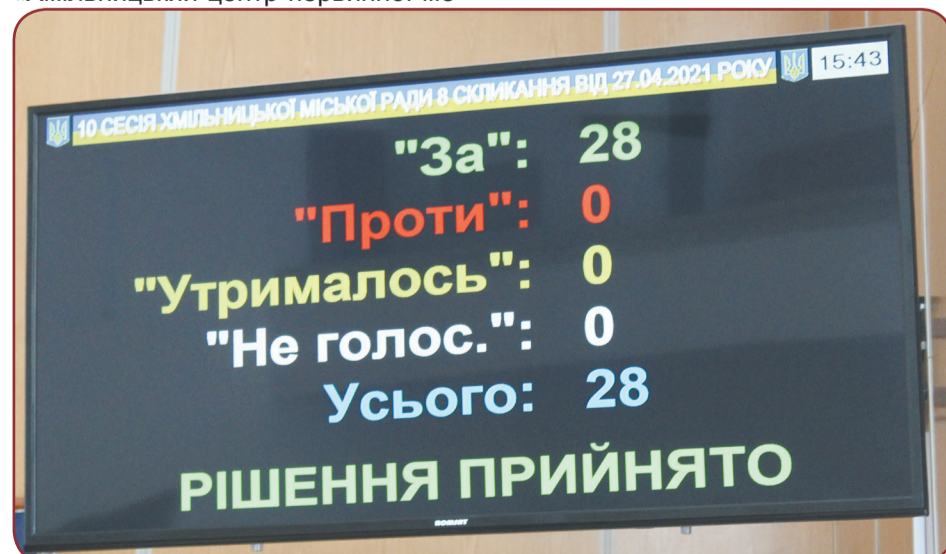 10 СЕСІЯ ХМІЛЬНИЦЬКОЇ МІСЬКОЇ РАДИ 8 СКЛИКАННЯ ВІД 27.04.2021 РОКУ 15:43
"За": 28
"Проти": 0
"Утрималось": 0
"Не голос.": 0
Усього: 28
РІШЕННЯ ПРИЙНЯТО